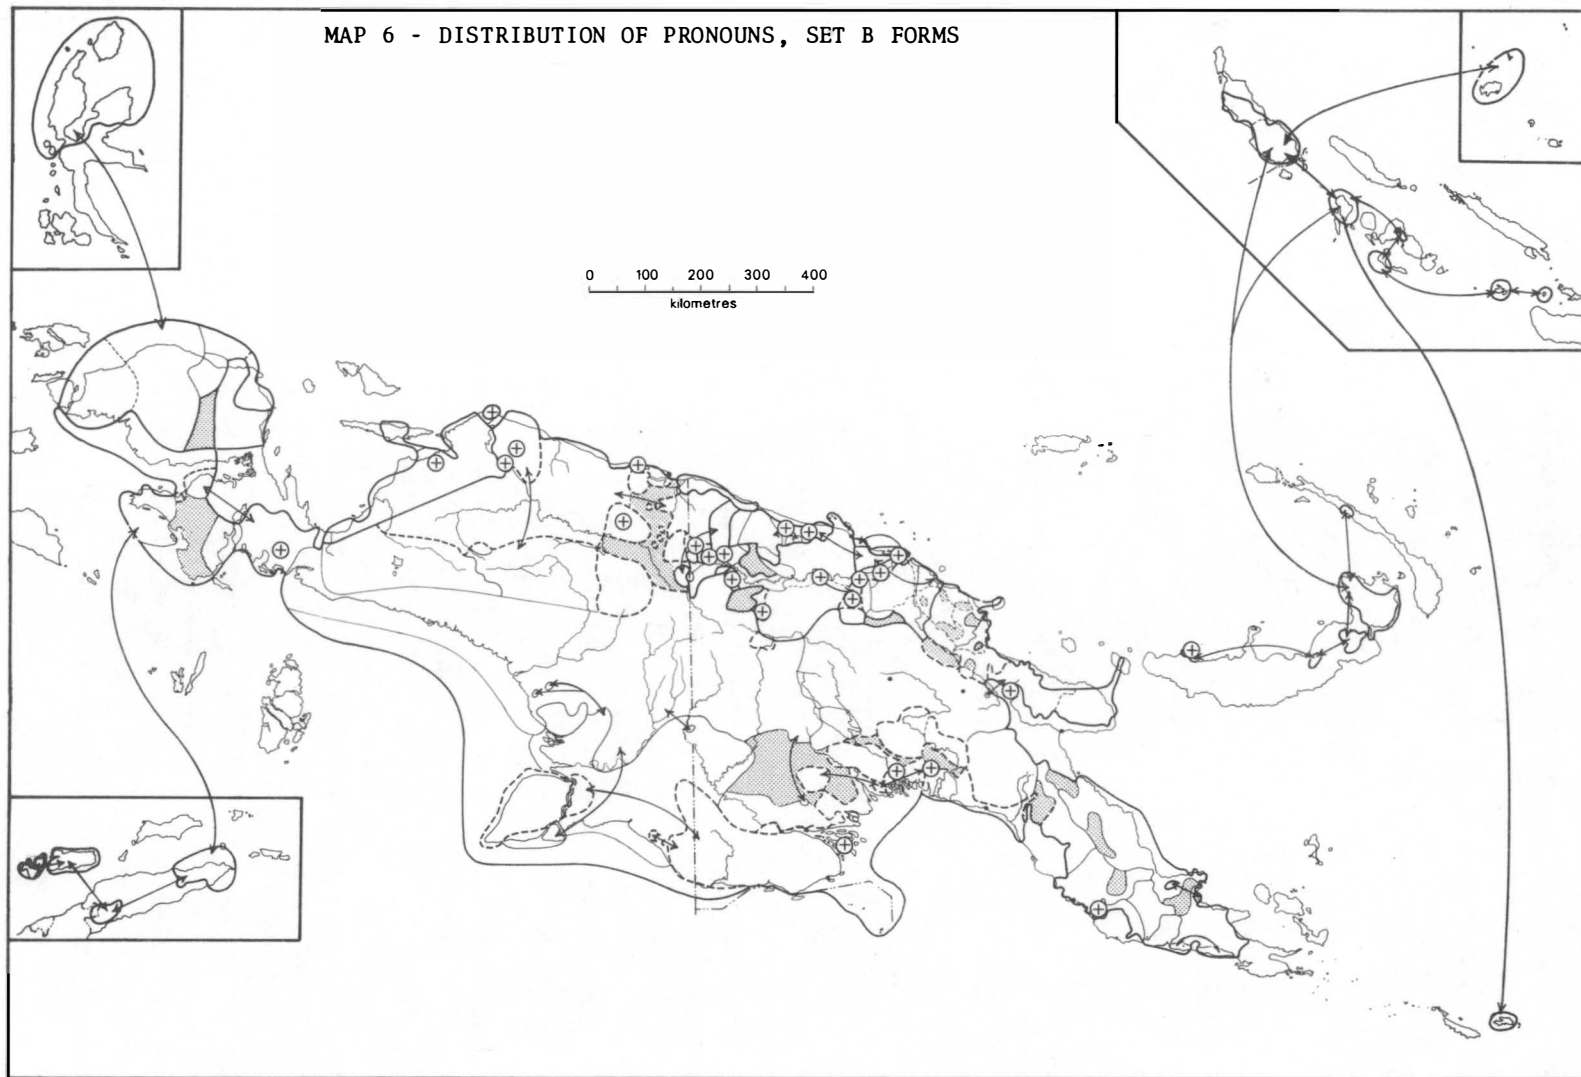 MAP 6 - DISTRIBUTION OF PRONOUNS, SET B FORMS
0 100 200 300 400
kilometres